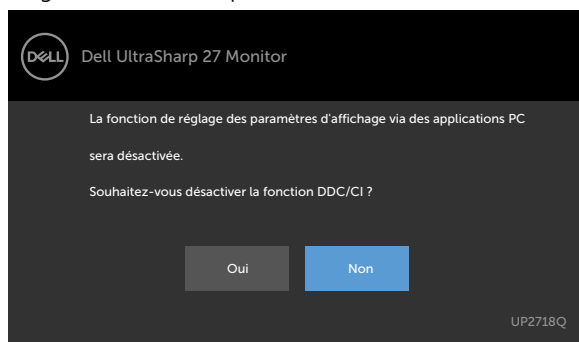 DELL
Dell UltraSharp 27 Monitor
La fonction de réglage des paramètres d'affichage via des applications PC
sera désactivée.
Souhaitez-vous désactiver la fonction DDC/CI ?
Oui
Non
UP2718Q